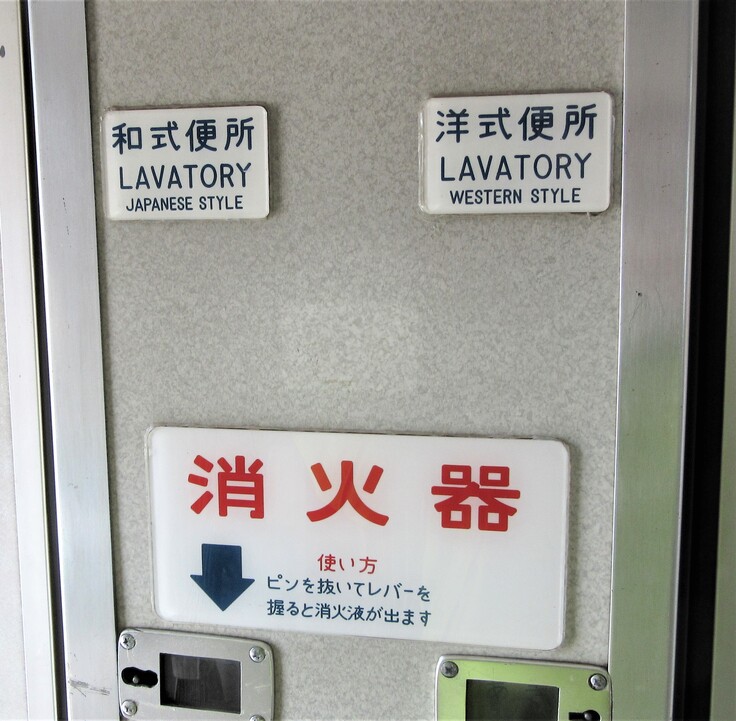 和式便所
LAVATORY
JAPANESE STYLE
洋式便所
LAVATORY
WESTERN STYLE
消火器
使い方
ピンを抜いてレバーを
握ると消火液が出ます